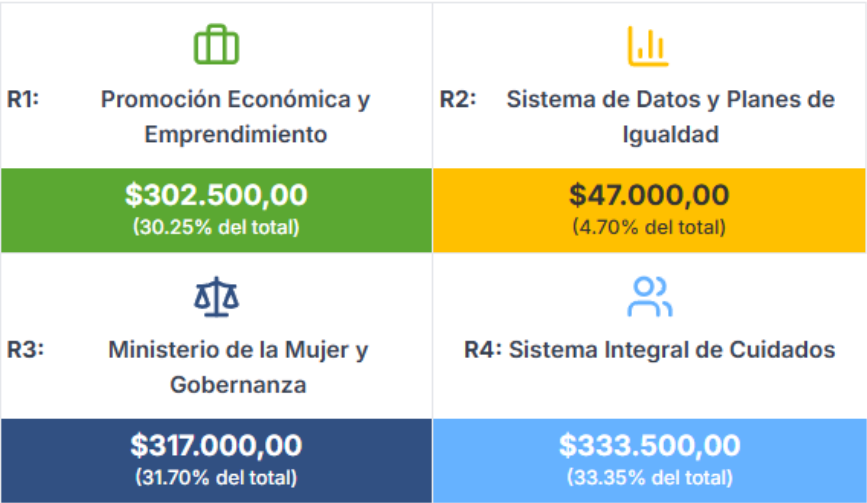 R1: Promoción Económica y
Emprendimiento
$302.500,00
(30.25% del total)
R2: Sistema de Datos y Planes de
Igualdad
$47.000,00
(4.70% del total)
R3: Ministerio de la Mujer y
Gobernanza
$317.000,00
(31.70% del total)
R4: Sistema Integral de Cuidados
$333.500,00
(33.35% del total)